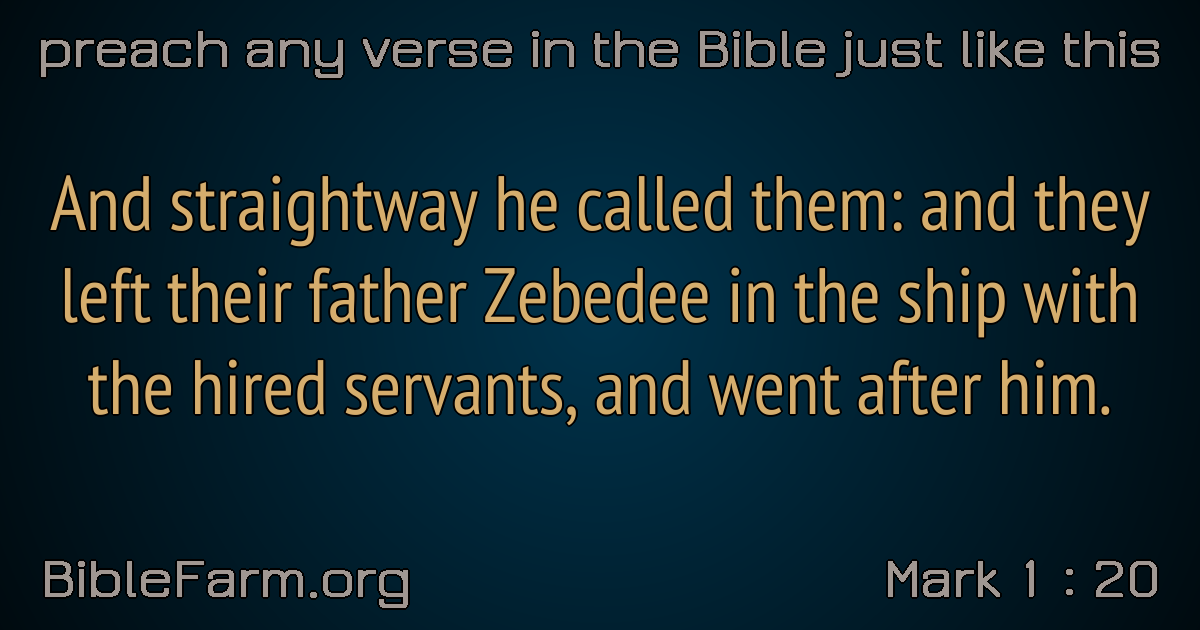 preach any verse in the Bible just like this
And straightway he called them: and they
left their father Zebedee in the ship with
the hired servants, and went after him.
BibleFarm.org
Mark 1 : 20